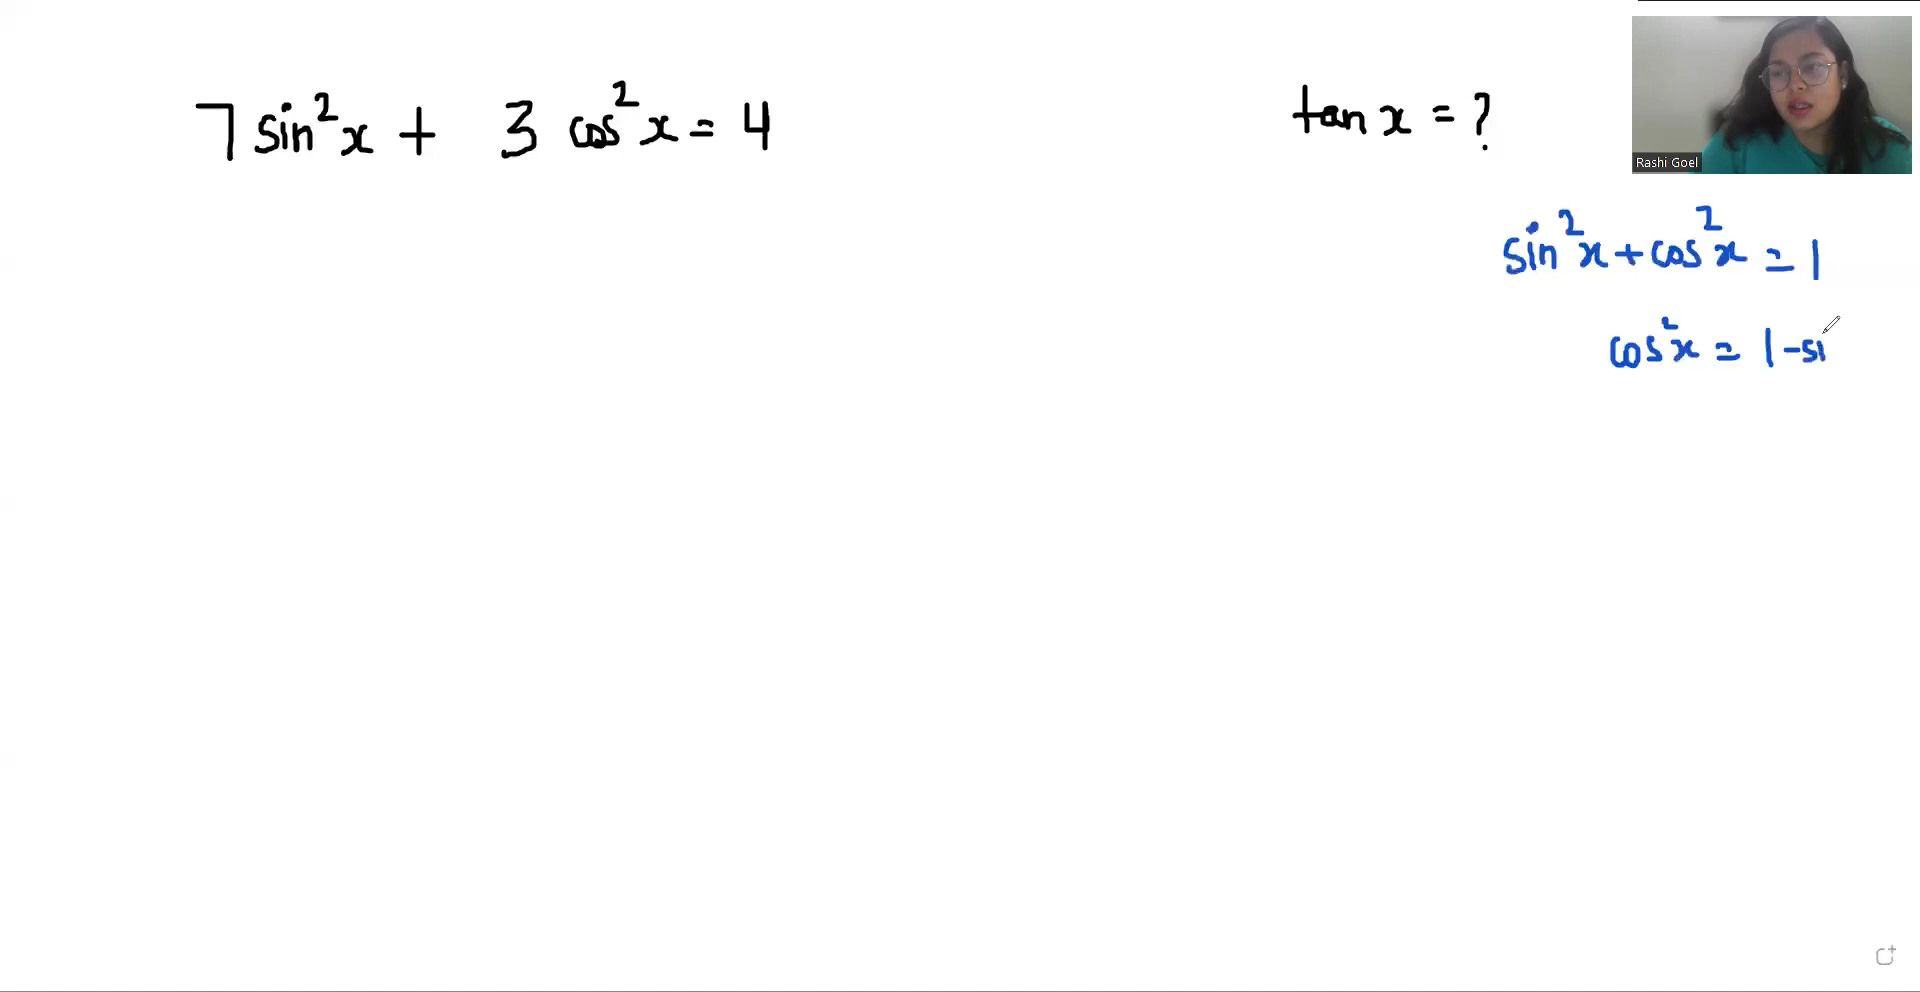 7 sin²x + 3 cos²x = 4
tan x = ?
Rashi Goel
sin²x + cos²x = 1
cos²x = 1 - si